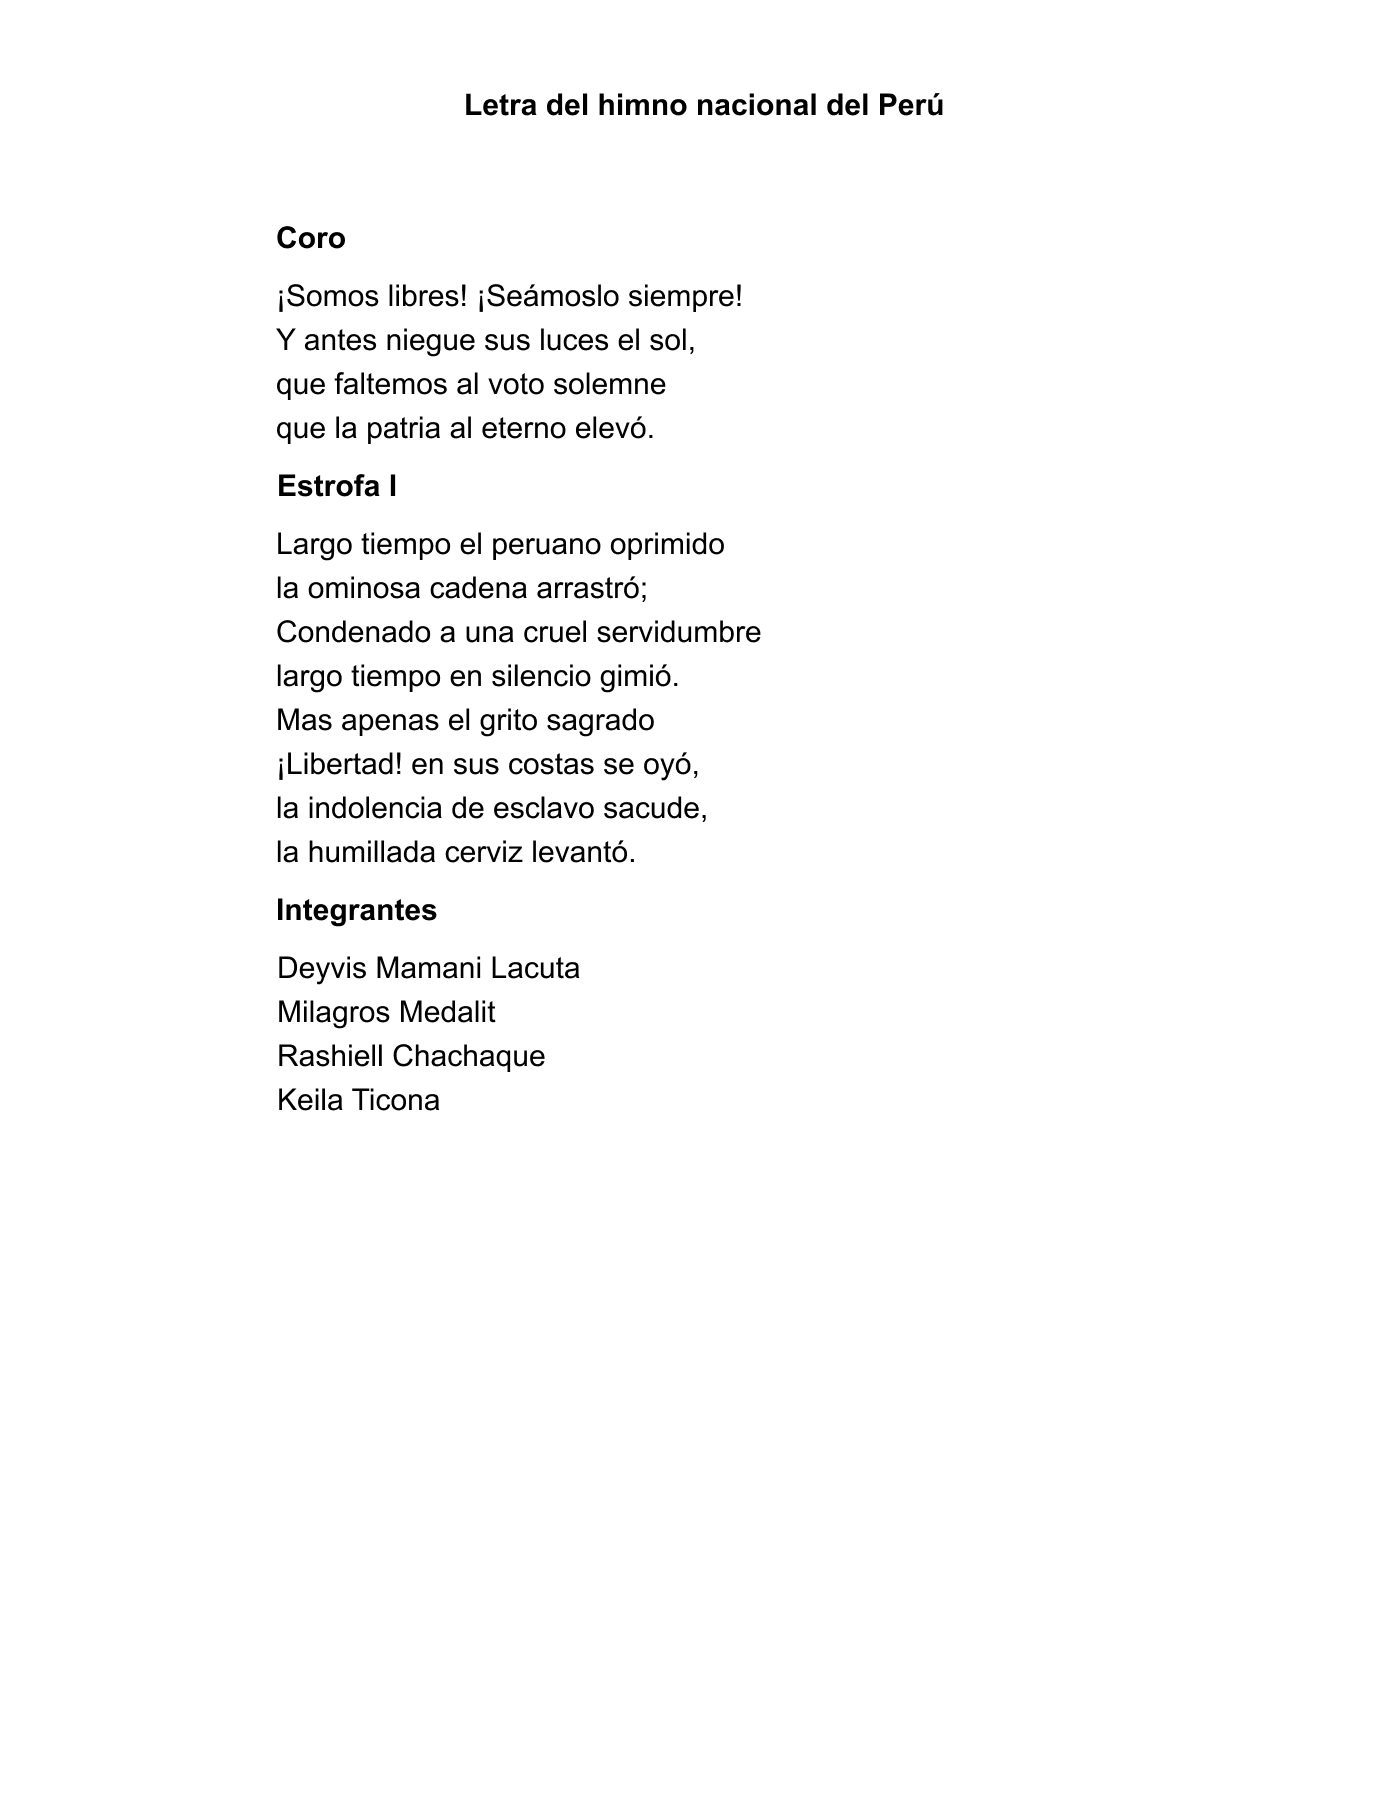 Letra del himno nacional del Perú
Coro
¡Somos libres! ¡Seámoslo siempre!
Y antes niegue sus luces el sol,
que faltemos al voto solemne
que la patria al eterno elevó.
Estrofa I
Largo tiempo el peruano oprimido
la ominosa cadena arrastró;
Condenado a una cruel servidumbre
largo tiempo en silencio gimió.
Mas apenas el grito sagrado
¡Libertad! en sus costas se oyó,
la indolencia de esclavo sacude,
la humillada cerviz levantó.
Integrantes
Deyvis Mamani Lacuta
Milagros Medalit
Rashiell Chachaque
Keila Ticona